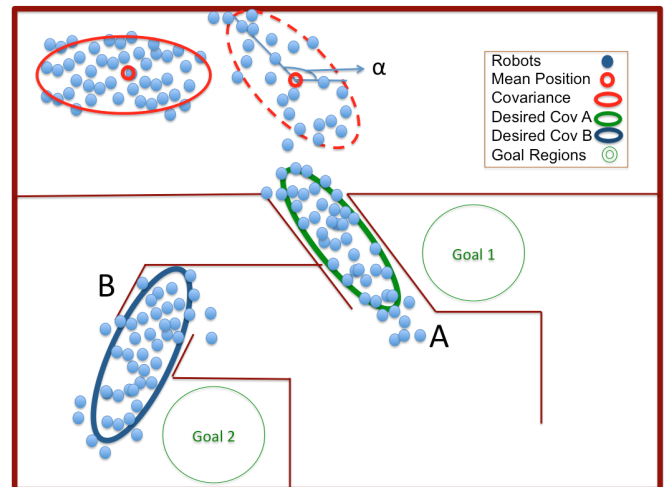 α
Robots
Mean Position
Covariance
Desired Cov A
Desired Cov B
Goal Regions
Goal 1
B
A
Goal 2